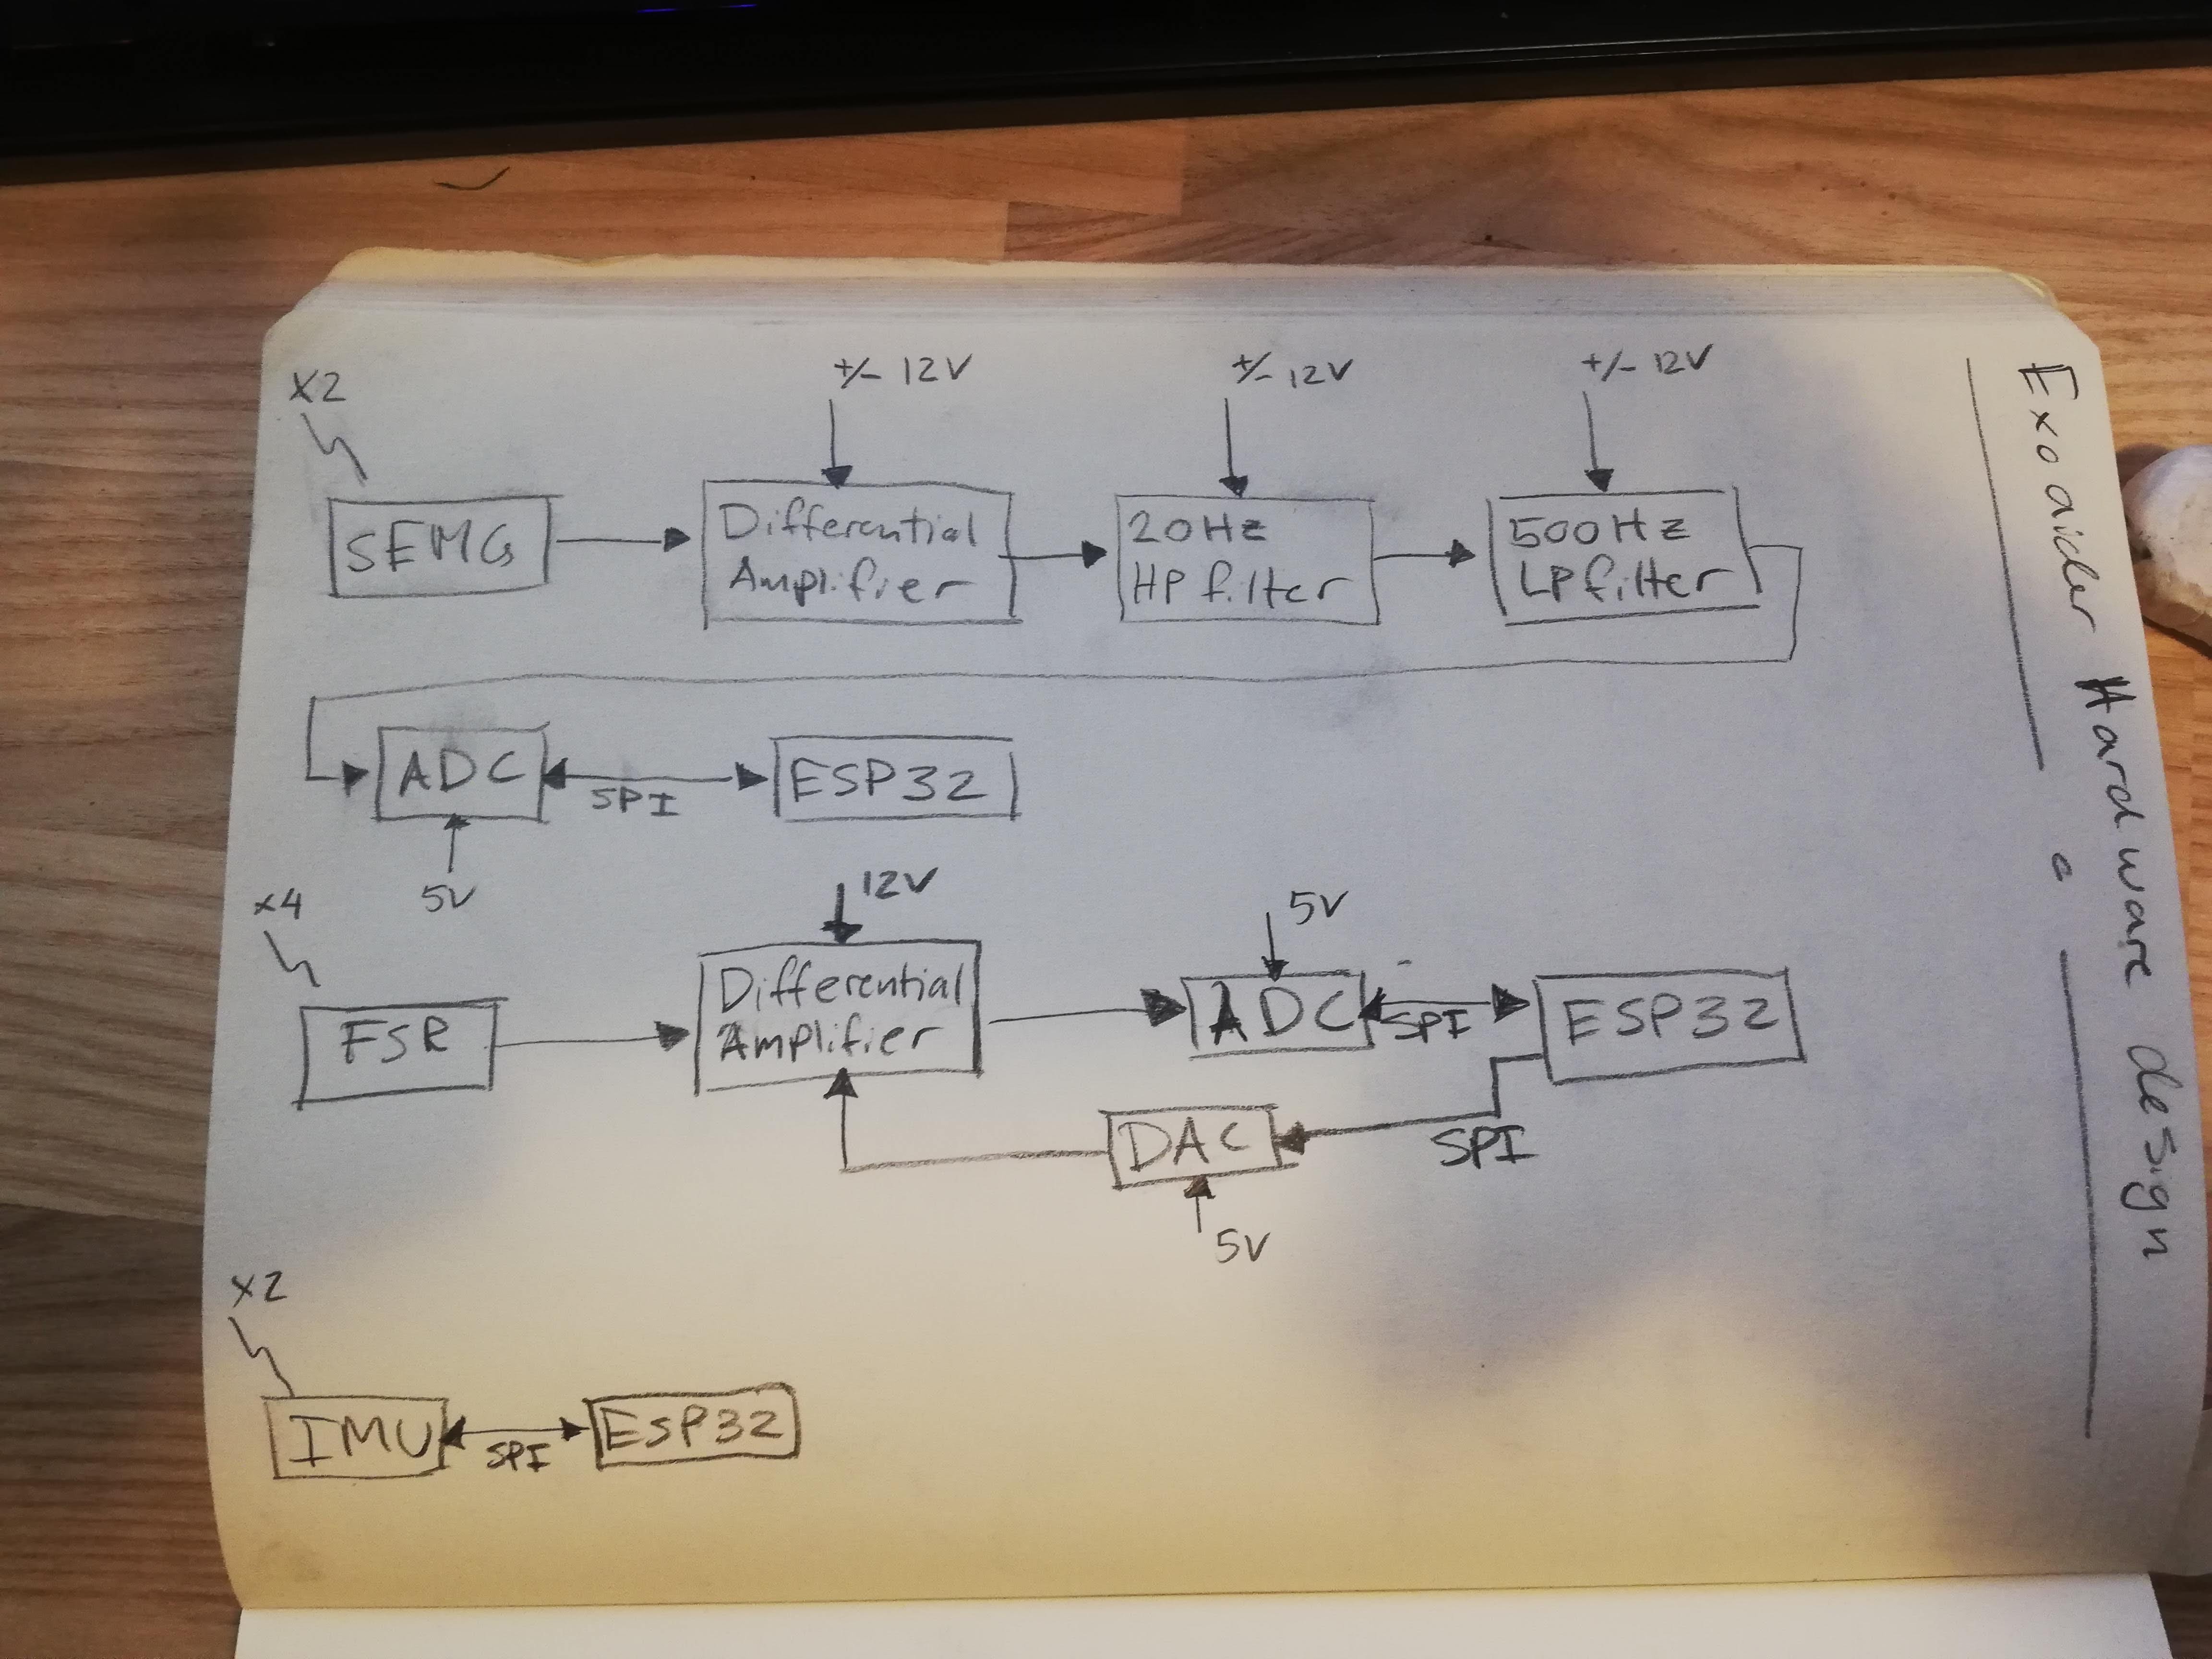 Exoaider Hardware design
x2
+/- 12V
+/- 12V
+/- 12V
SEMG
Differential
Amplifier
20Hz
HP filter
500Hz
LP filter
ADC
SPI
ESP32
5V
x4
12V
5V
FSR
Differential
Amplifier
ADC
SPI
ESP32
DAC
SPI
5V
x2
IMU
SPI
ESP32